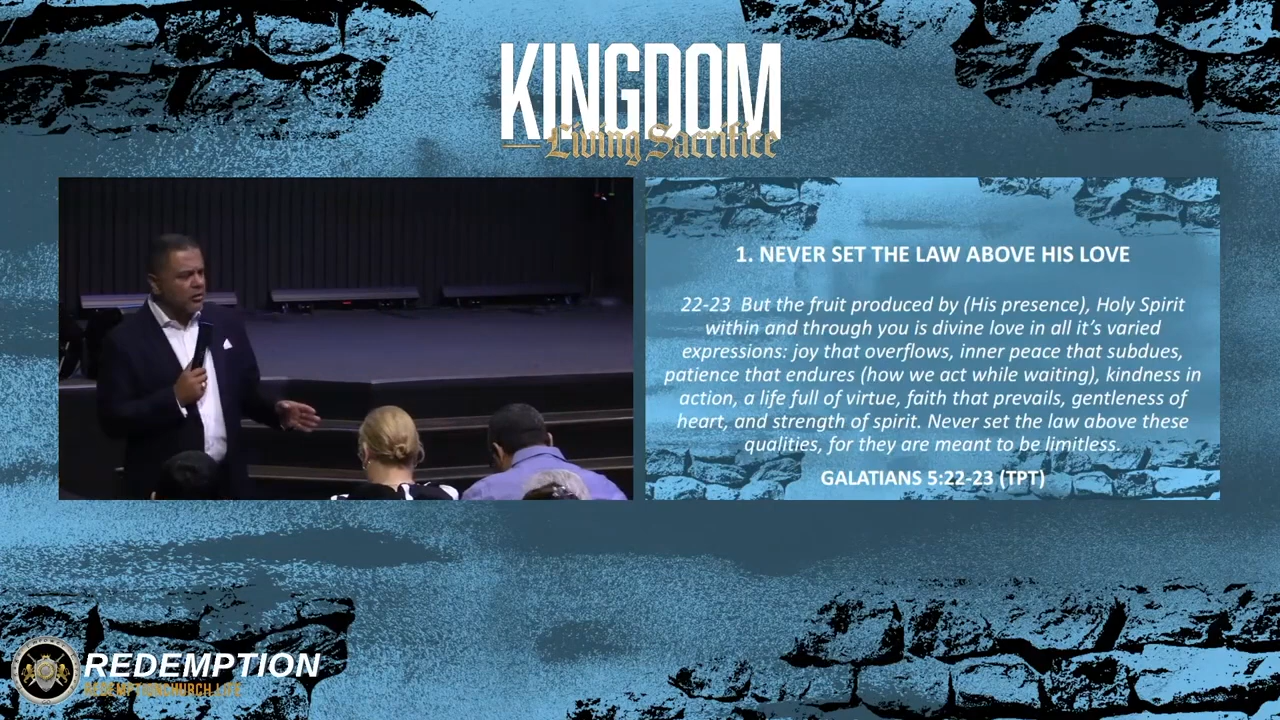 KINGDOM
Living Sacrifice
1. NEVER SET THE LAW ABOVE HIS LOVE
22-23 But the fruit produced by (His presence), Holy Spirit
within and through you is divine love in all it's varied
expressions: joy that overflows, inner peace that subdues,
patience that endures (how we act while waiting), kindness in
action, a life full of virtue, faith that prevails, gentleness of
heart, and strength of spirit. Never set the law above these
qualities, for they are meant to be limitless.
GALATIANS 5:22-23 (TPT)
REDEMPTION
REDEMPTIONCHURCH.LIFE